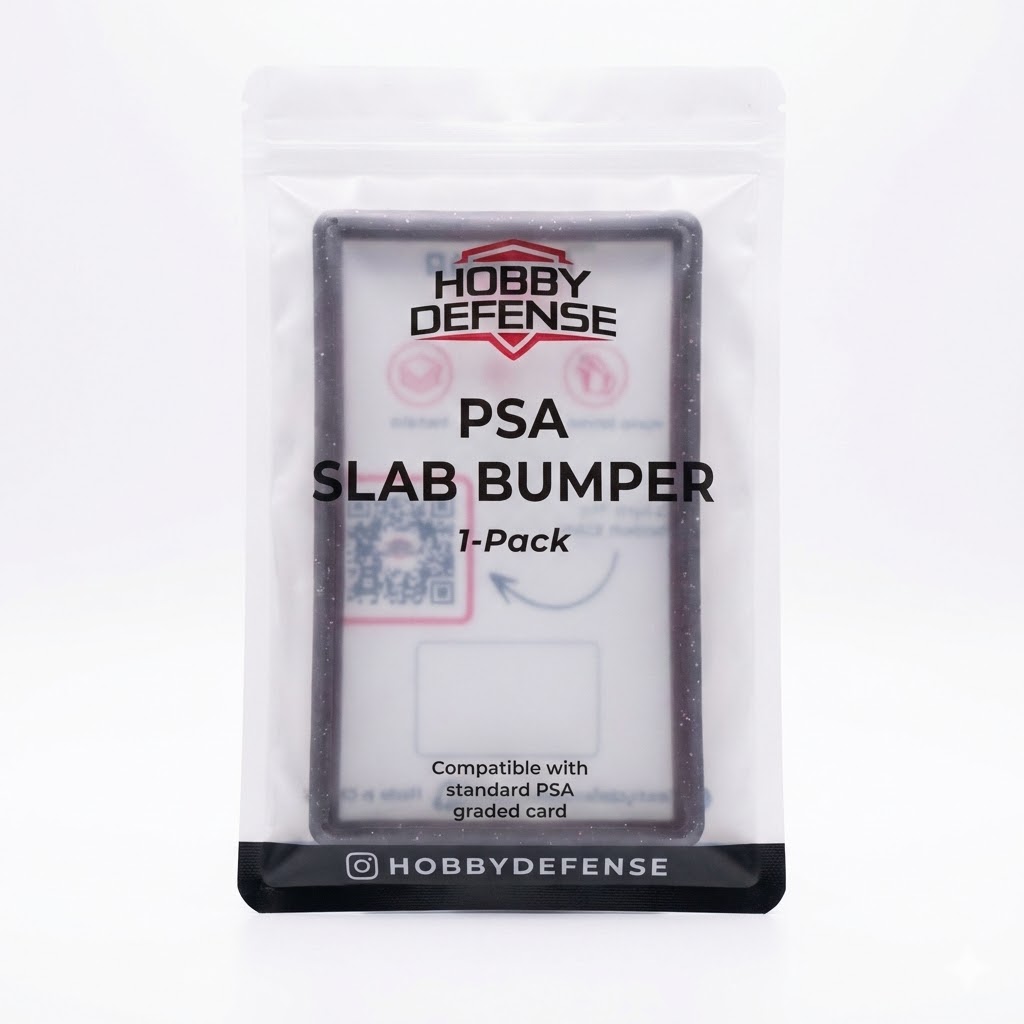 HOBBY
DEFENSE
PSA
SLAB BUMPER
1-Pack
Compatible with
standard PSA
graded card
HOBBYDEFENSE